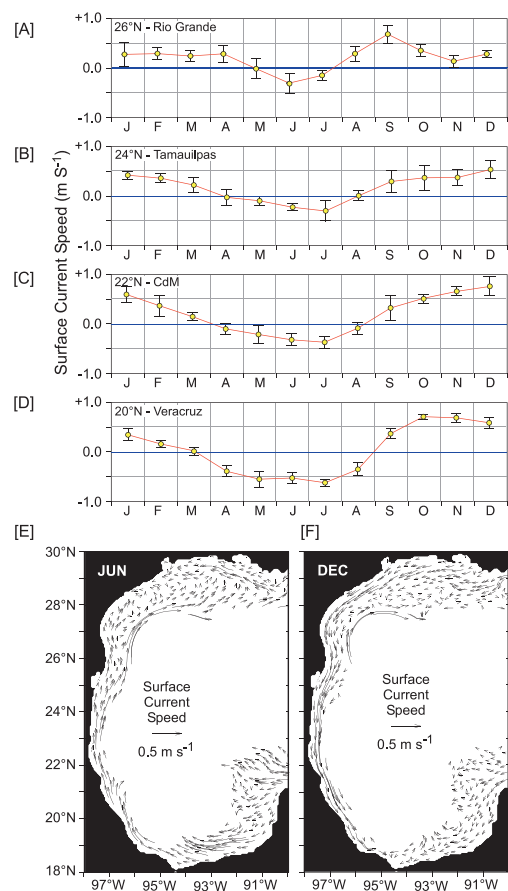 [A]
+1.0
26°N - Rio Grande
0.0
-1.0
J F M A M J J A S O N D
[B]
+1.0
24°N - Tamauilpas
0.0
-1.0
J F M A M J J A S O N D
Surface Current Speed (m S-1)
[C]
+1.0
22°N - CdM
0.0
-1.0
J F M A M J J A S O N D
[D]
+1.0
20°N - Veracruz
0.0
-1.0
J F M A M J J A S O N D
[E]
[F]
30°N
28°N
26°N
24°N
22°N
20°N
18°N
JUN
Surface
Current
Speed
0.5 m s-1
97°W 95°W 93°W 91°W
DEC
Surface
Current
Speed
0.5 m s-1
97°W 95°W 93°W 91°W